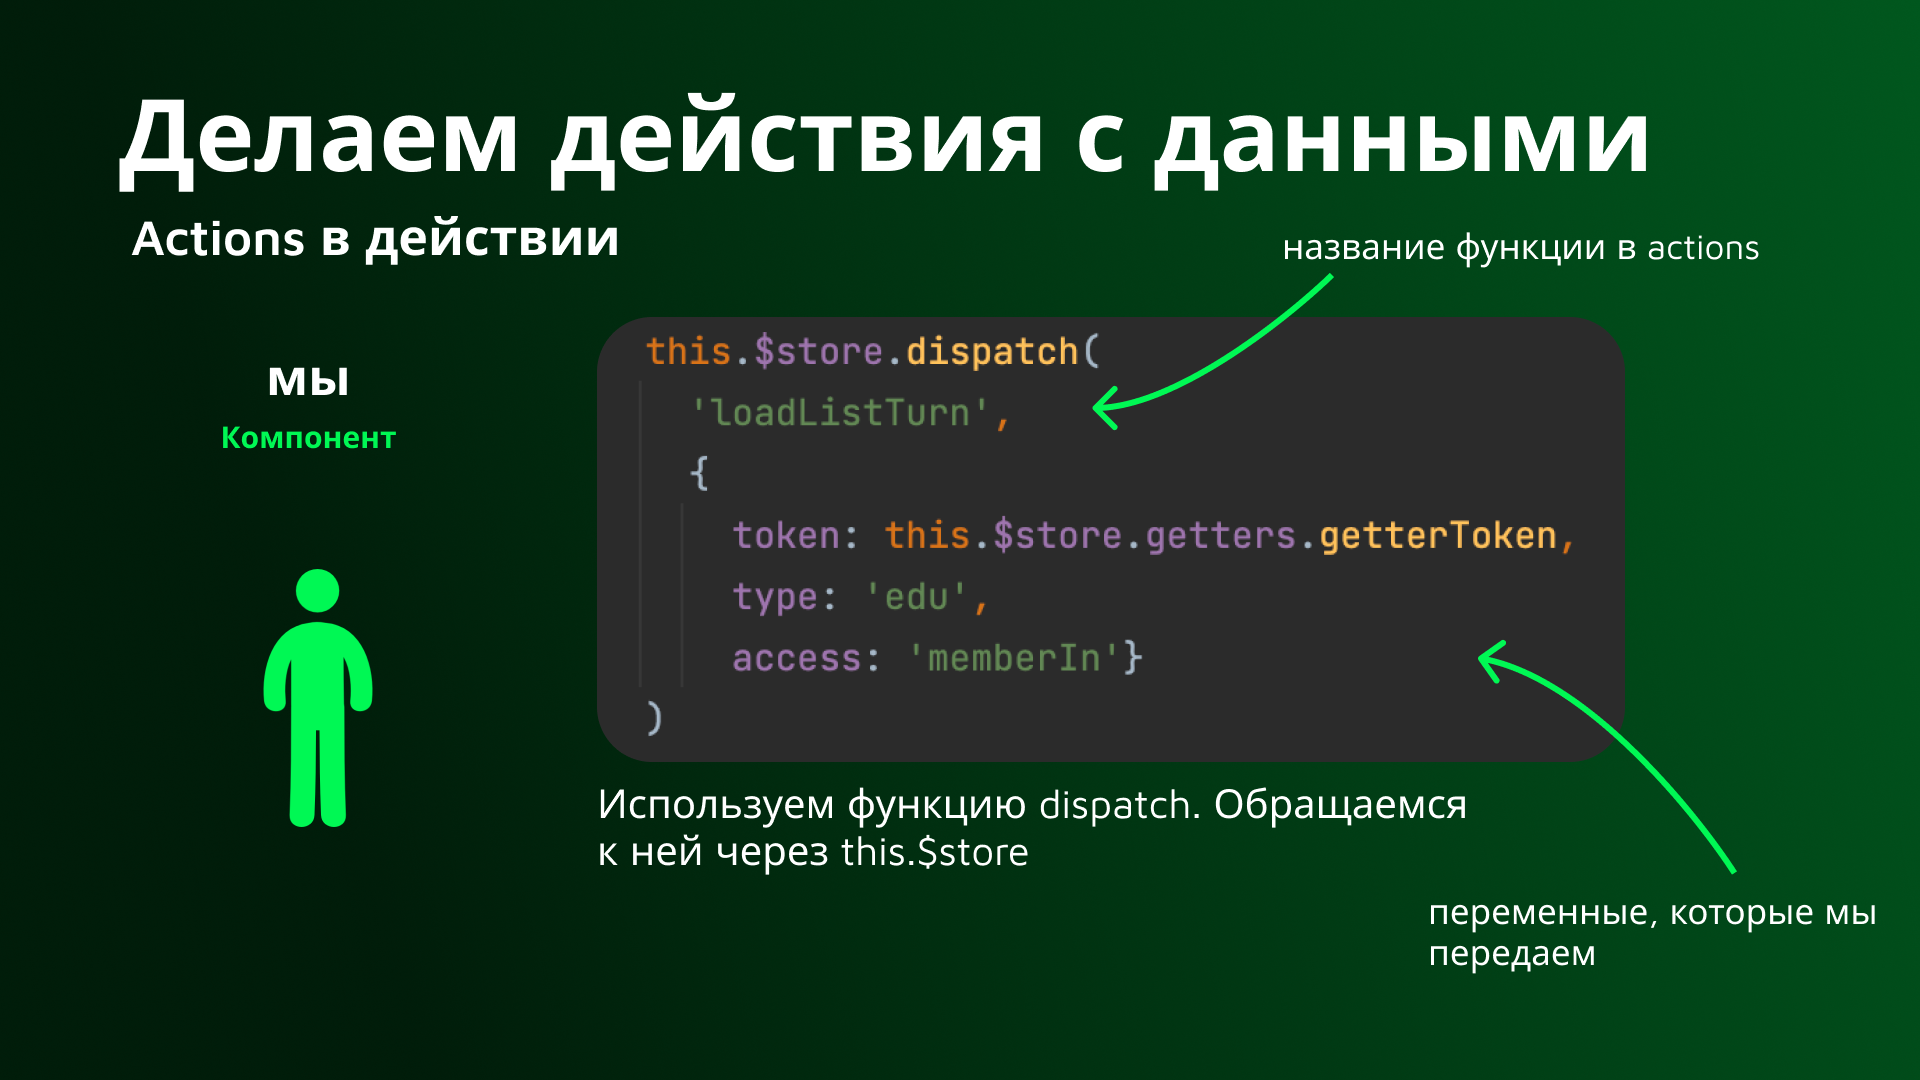 Делаем действия с данными
Actions в действии
название функции в actions
мы
Компонент
this.$store.dispatch(
'loadListTurn',
{
token: this.$store.getters.getterToken,
type: 'edu',
access: 'memberIn'}
)
Используем функцию dispatch. Обращаемся
к ней через this.$store
переменные, которые мы
передаем